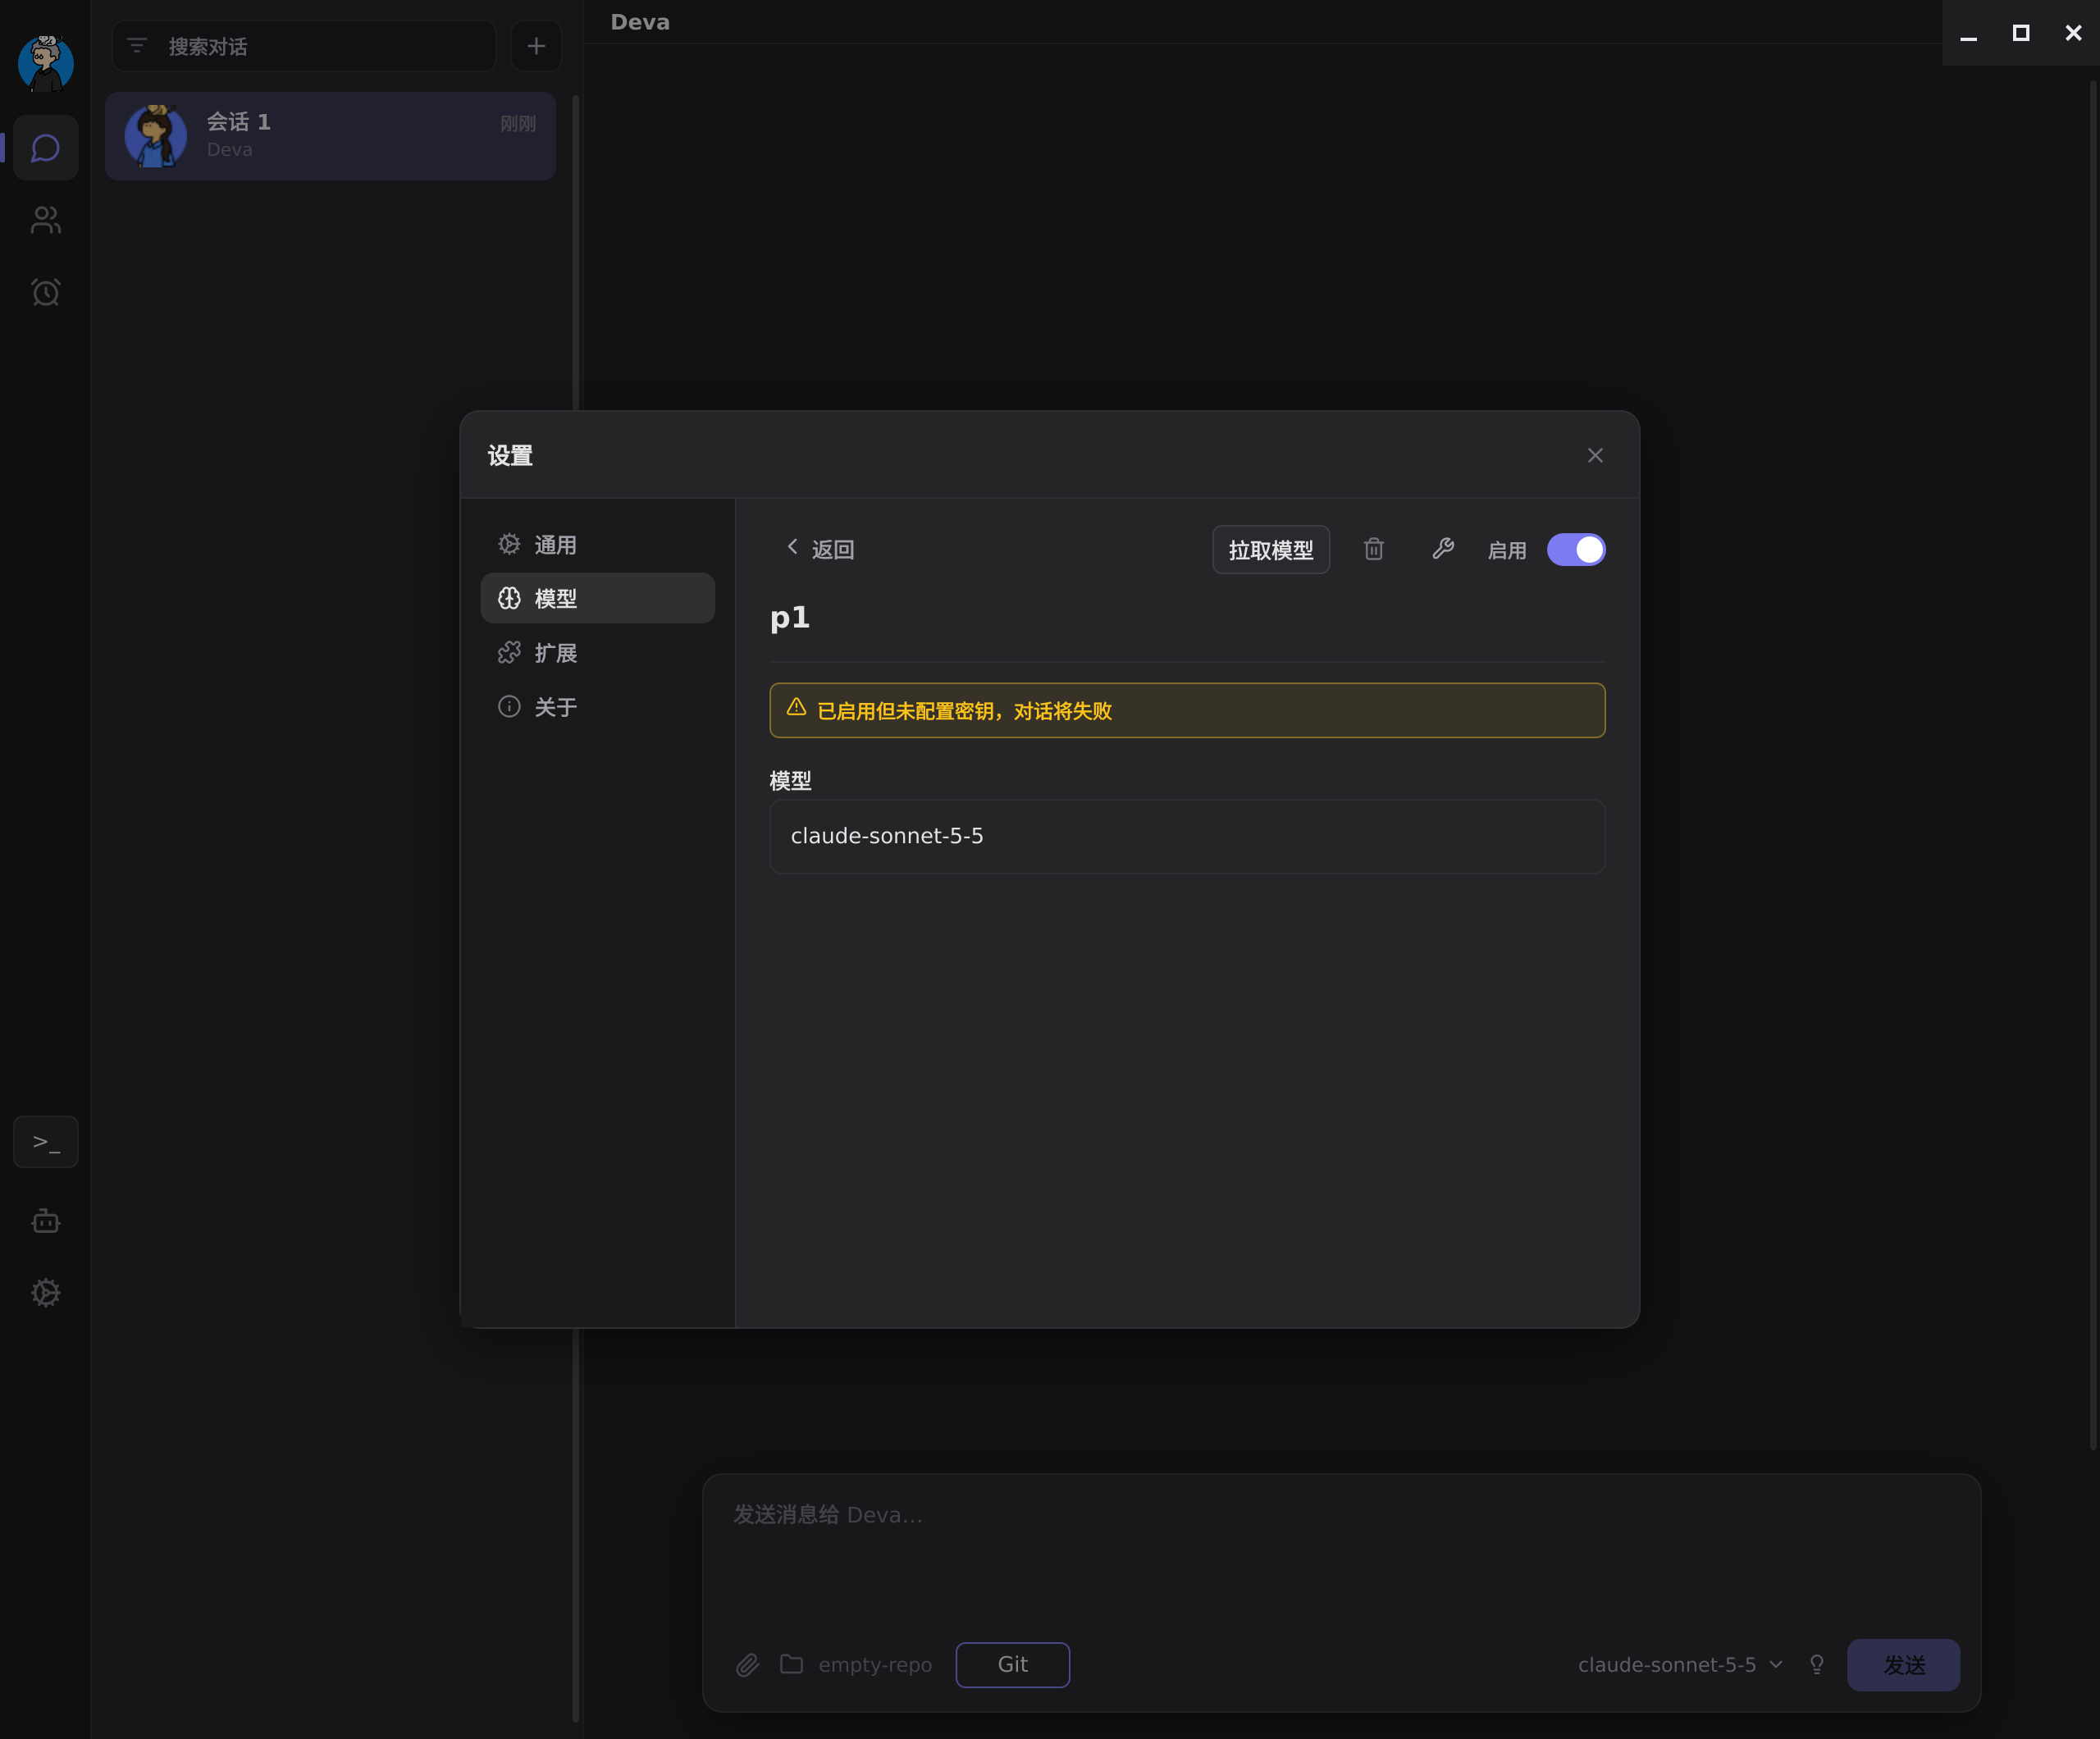 搜索对话
Deva
会话 1
刚刚
Deva
设置
通用
模型
扩展
关于
返回
拉取模型
启用
p1
已启用但未配置密钥，对话将失败
模型
claude-sonnet-5-5
>_
发送消息给 Deva...
empty-repo
Git
claude-sonnet-5-5
发送